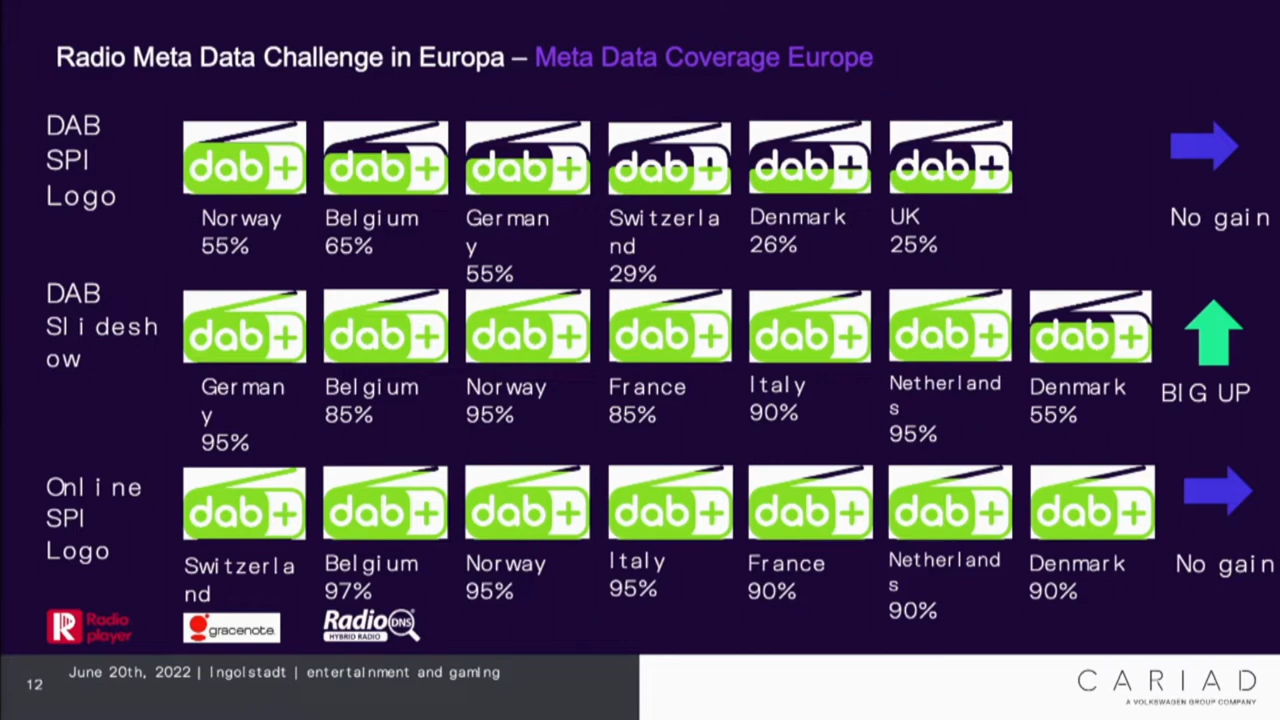 Radio Meta Data Challenge in Europa – Meta Data Coverage Europe
DAB
SPI
Logo
dab+
dab+
dab+
dab+
dab+
dab+
Norway
55%
Belgium
65%
German
y
55%
Switzerla
nd
29%
Denmark
26%
UK
25%
No gain
DAB
Slidesh
ow
dab+
dab+
dab+
dab+
dab+
dab+
dab+
German
y
95%
Belgium
85%
Norway
95%
France
85%
Italy
90%
Netherland
s
95%
Denmark
55%
BIG UP
Online
SPI
Logo
dab+
dab+
dab+
dab+
dab+
dab+
dab+
Switzerla
nd
Belgium
97%
Norway
95%
Italy
95%
France
90%
Netherland
s
90%
Denmark
90%
No gain
R Radio
player
gracenote.
Radio DNS
HYBRID RADIO
12
June 20th, 2022 | Ingolstadt | entertainment and gaming
CARIAD
A VOLKSWAGEN GROUP COMPANY